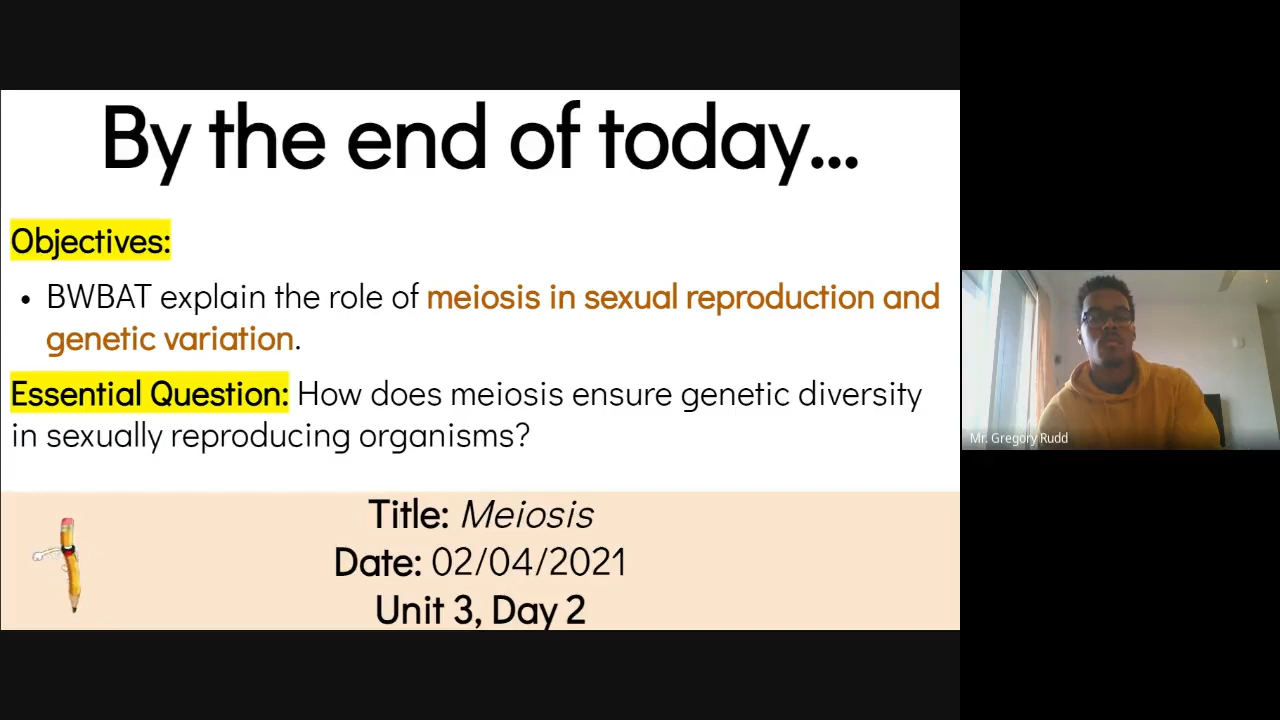 By the end of today...
Objectives:
• BWBAT explain the role of meiosis in sexual reproduction and
genetic variation.
Essential Question: How does meiosis ensure genetic diversity
in sexually reproducing organisms?
Title: Meiosis
Date: 02/04/2021
Unit 3, Day 2
Mr. Gregory Rudd